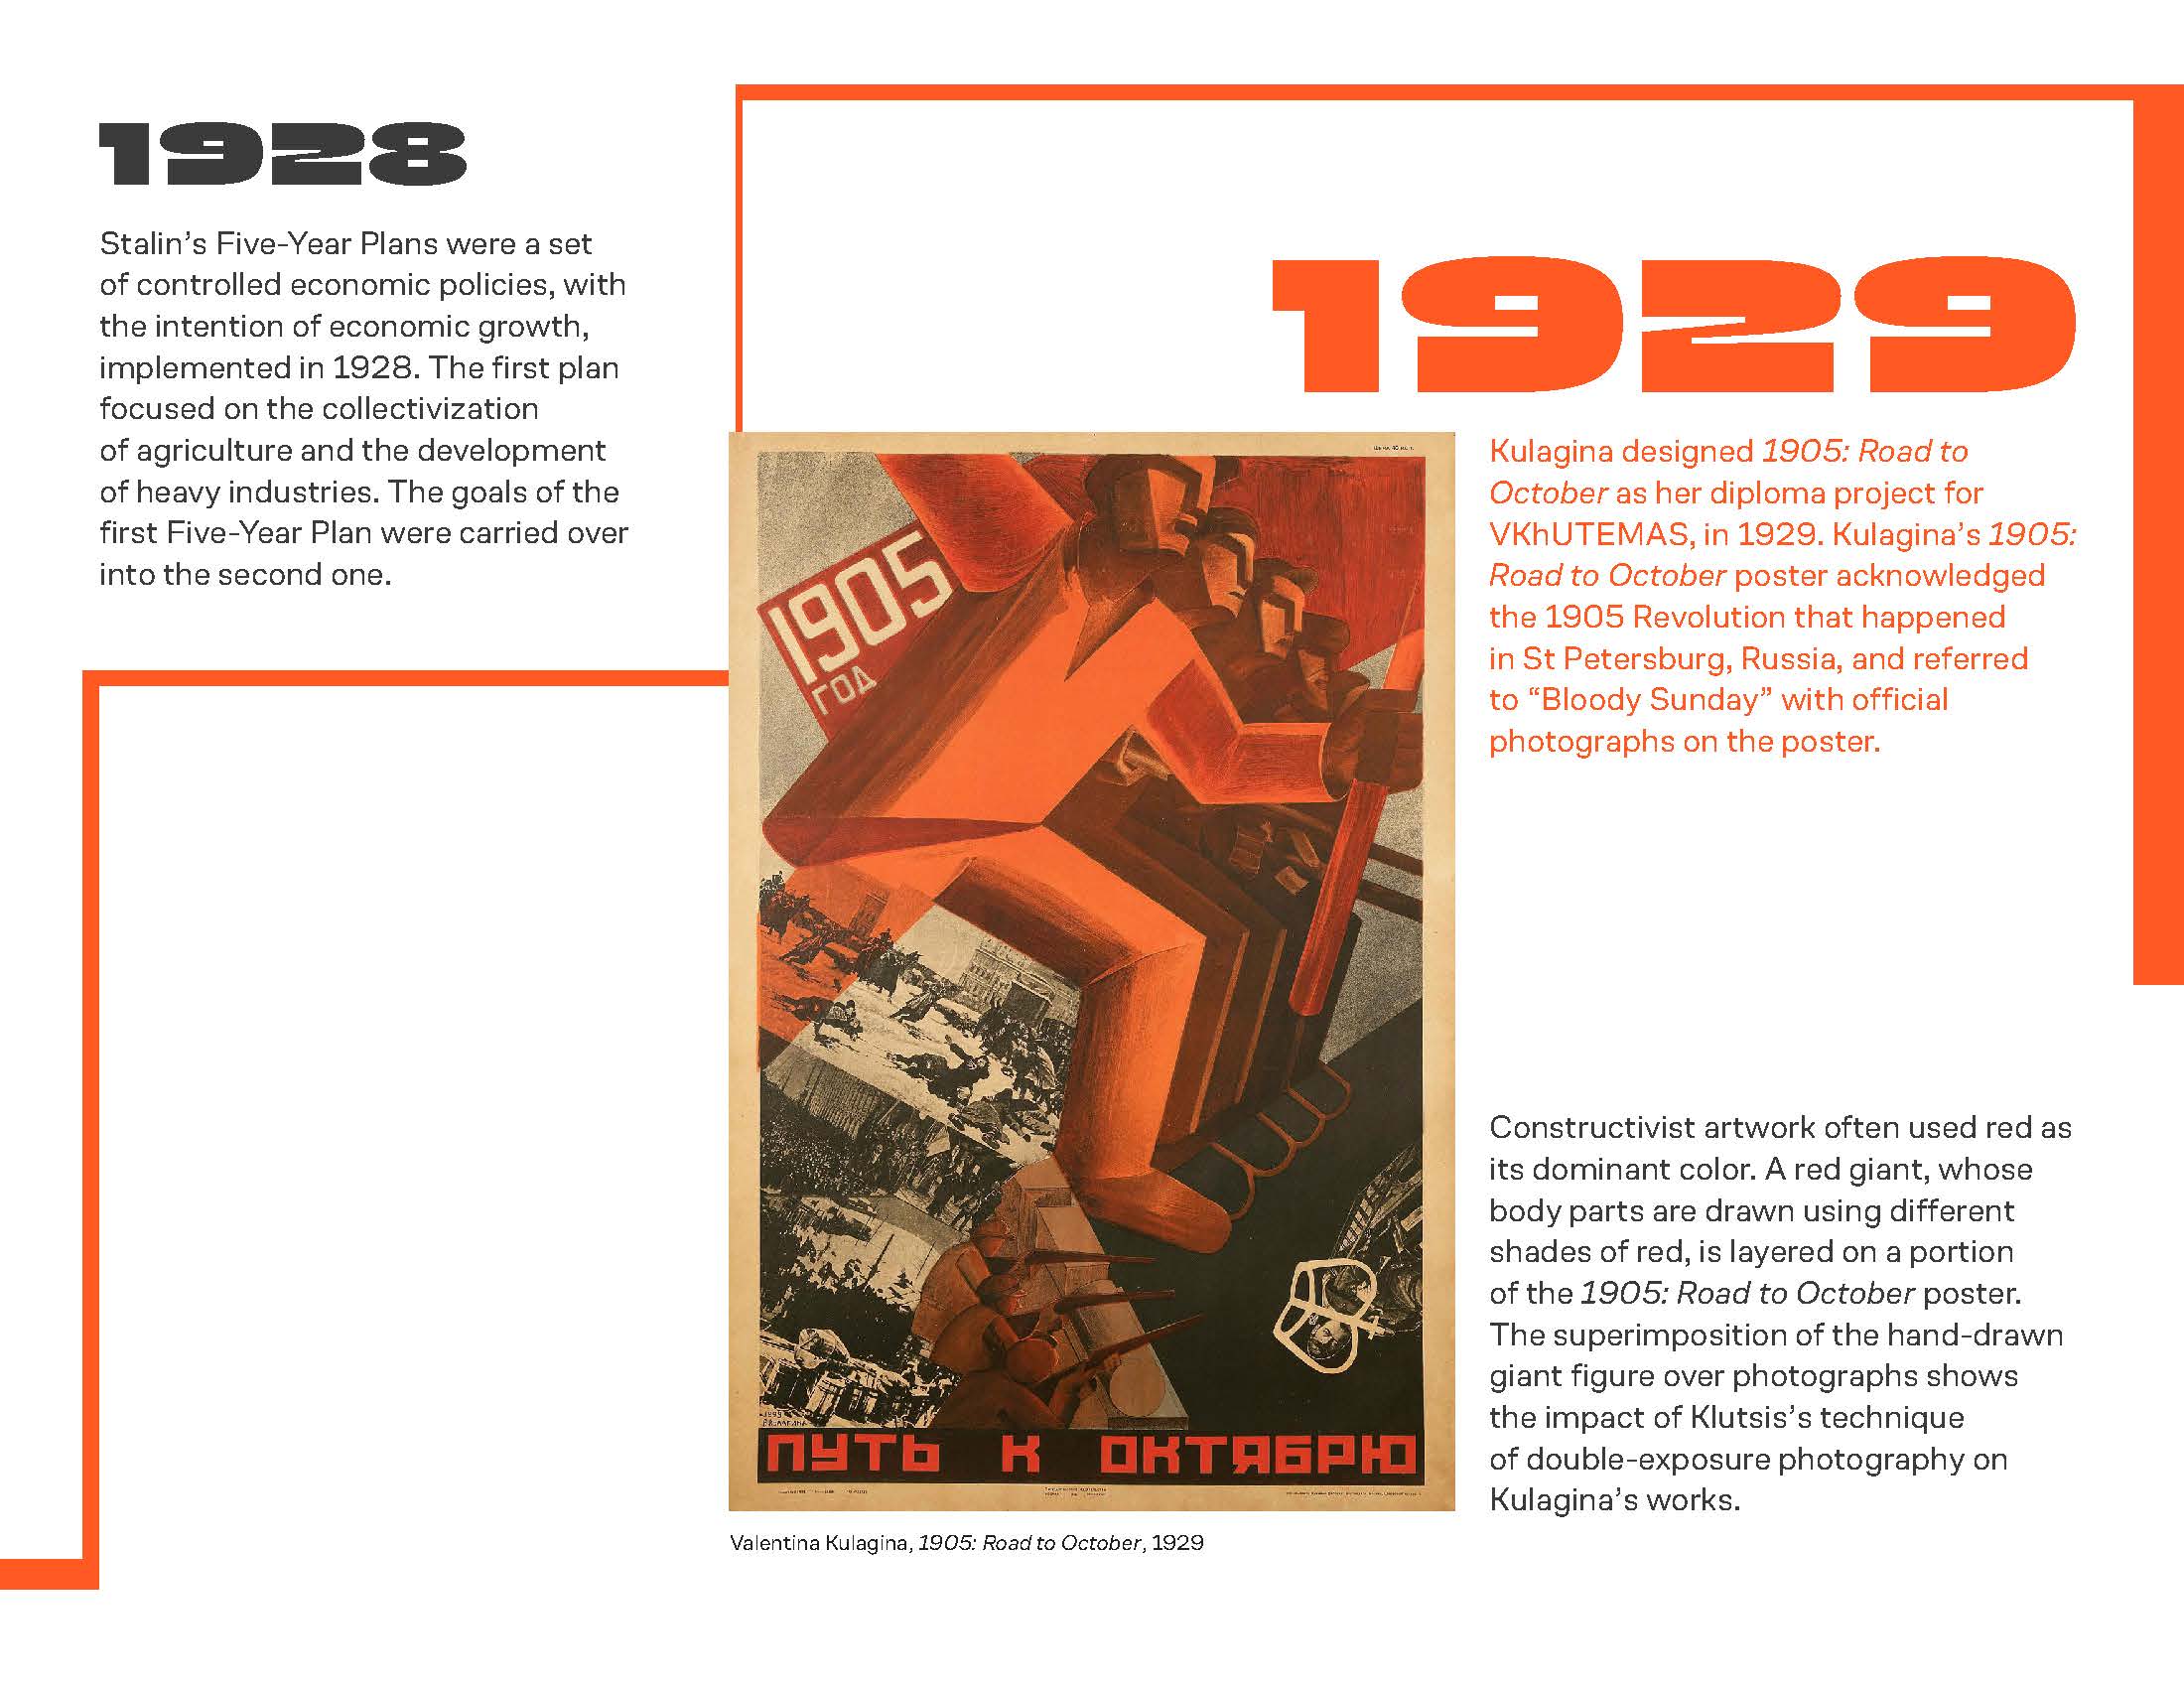 1928
Stalin’s Five-Year Plans were a set
of controlled economic policies, with
the intention of economic growth,
implemented in 1928. The first plan
focused on the collectivization
of agriculture and the development
of heavy industries. The goals of the
first Five-Year Plan were carried over
into the second one.
1929
Kulagina designed 1905: Road to
October as her diploma project for
VKhUTEMAS, in 1929. Kulagina’s 1905:
Road to October poster acknowledged
the 1905 Revolution that happened
in St Petersburg, Russia, and referred
to “Bloody Sunday” with official
photographs on the poster.
1905
ГОД
ПУТЬ К ОКТЯБРЮ
Constructivist artwork often used red as
its dominant color. A red giant, whose
body parts are drawn using different
shades of red, is layered on a portion
of the 1905: Road to October poster.
The superimposition of the hand-drawn
giant figure over photographs shows
the impact of Klutsis’s technique
of double-exposure photography on
Kulagina’s works.
Valentina Kulagina, 1905: Road to October, 1929